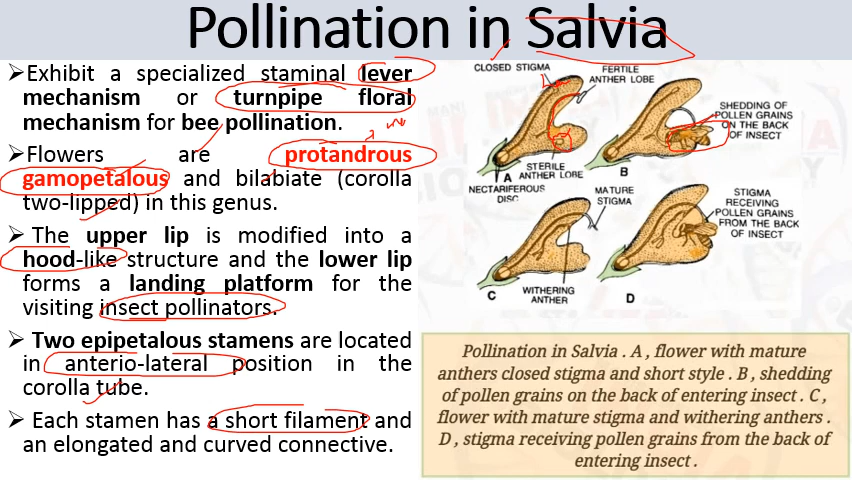 Pollination in Salvia
➤Exhibit a specialized staminal lever
mechanism or turnpipe floral
mechanism for bee pollination.
➤Flowers are protandrous
gamopetalous and bilabiate (corolla
two-lipped) in this genus.
➤ The upper lip is modified into a
hood-like structure and the lower lip
forms a landing platform for the
visiting insect pollinators.
➤ Two epipetalous stamens are located
in anterio-lateral position in the
corolla tube.
➤ Each stamen has a short filament and
an elongated and curved connective.
CLOSED STIGMA
FERTILE
ANTHER LOBE
SHEDDING OF
POLLEN GRAINS
ON THE BACK
OF INSECT
A
STERILE
ANTHER LOBE
B
NECTARIFEROUS
DISC
MATURE
STIGMA
STIGMA
RECEIVING
POLLEN GRAINS
FROM THE BACK
OF INSECT
C
WITHERING
ANTHER
D
Pollination in Salvia . A , flower with mature
anthers closed stigma and short style . B , shedding
of pollen grains on the back of entering insect . C ,
flower with mature stigma and withering anthers .
D , stigma receiving pollen grains from the back of
entering insect .